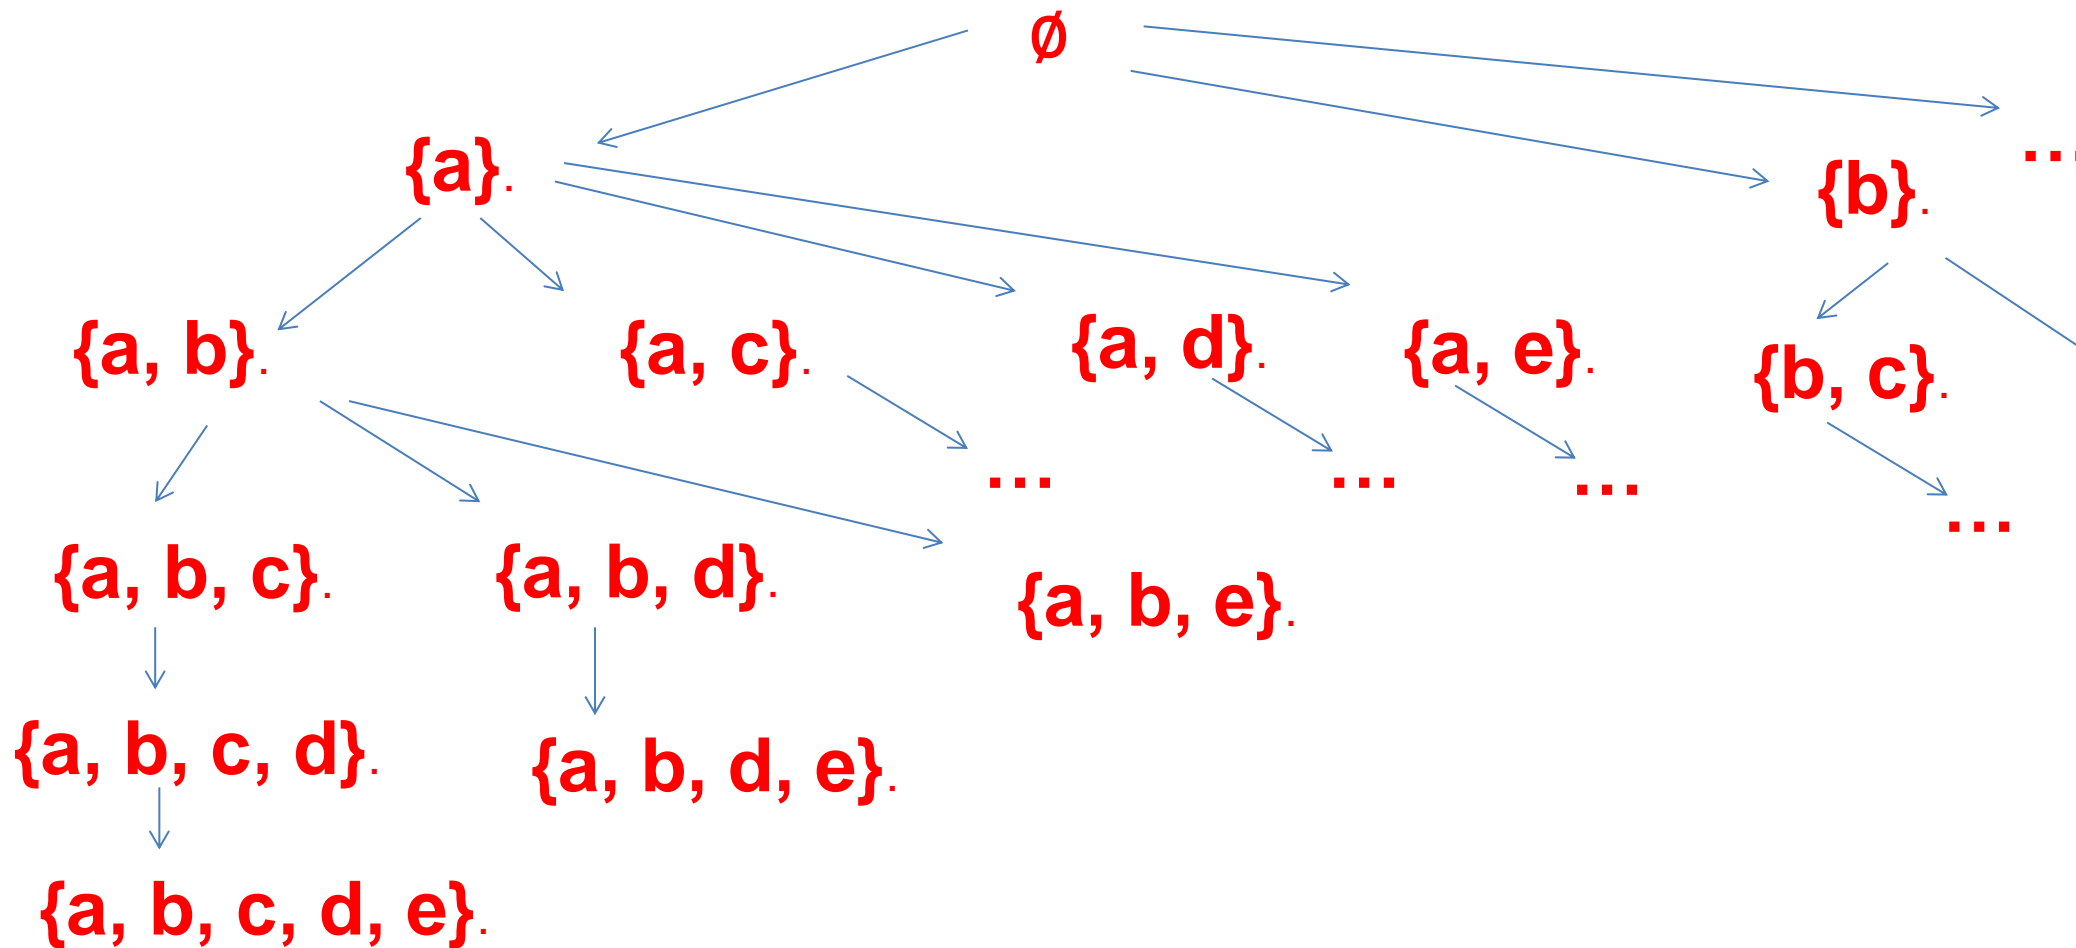 ∅
{a}. {b}. ...
{a, b}. {a, c}. {a, d}. {a, e}. {b, c}.
... ... ... ...
{a, b, c}. {a, b, d}. {a, b, e}.
{a, b, c, d}. {a, b, d, e}.
{a, b, c, d, e}.